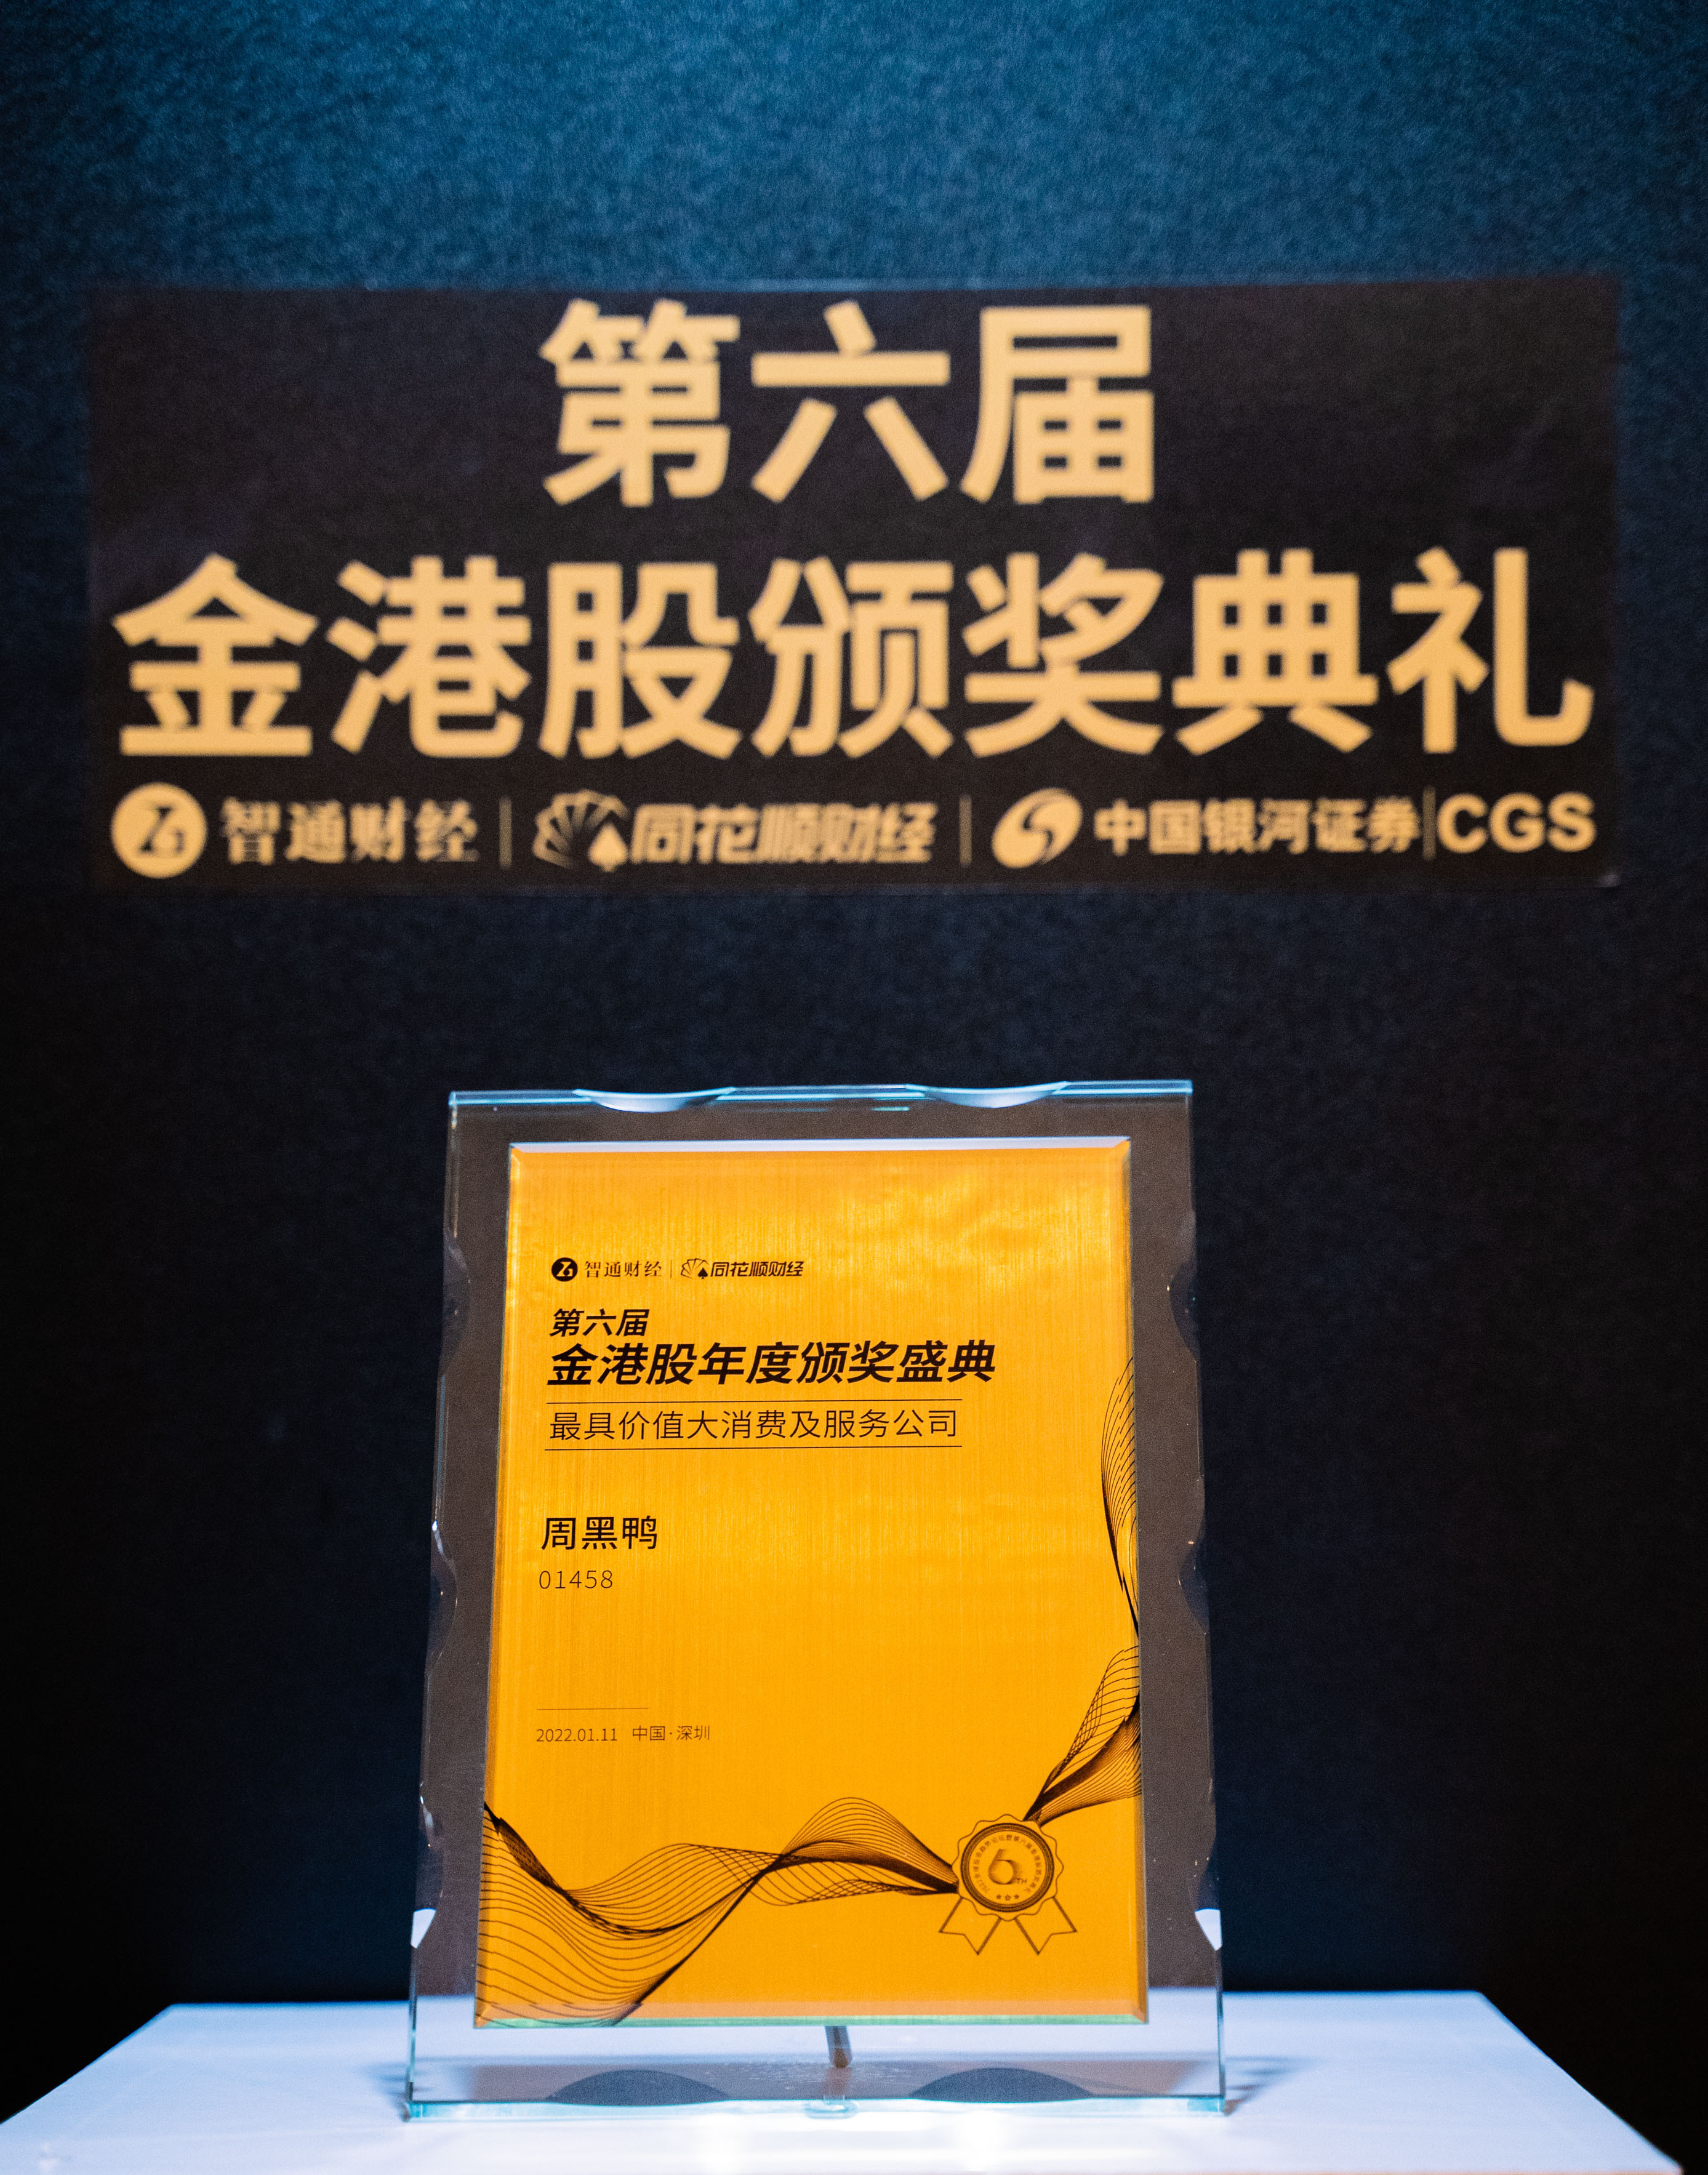 第六届
金港股颁奖典礼
智通财经 | 同花顺财经 | 中国银河证券 | CGS
智通财经 | 同花顺财经
第六届
金港股年度颁奖盛典
最具价值大消费及服务公司
周黑鸭
01458
2022.01.11 中国·深圳
6TH